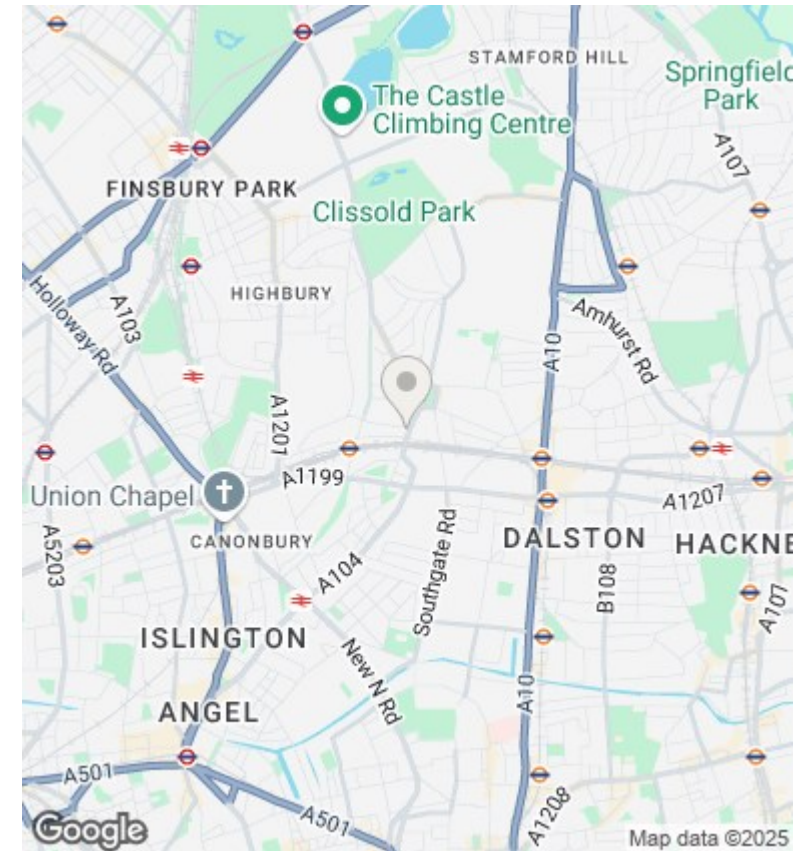 STAMFORD HILL
Springfield
Park
The Castle
Climbing Centre
A107
FINSBURY PARK
Clissold Park
Holloway Rd
A103
HIGHBURY
Amhurst Rd
A10
A1201
A1199
Union Chapel
A1207
A5203
CANONBURY
A104
Southgate Rd
DALSTON
HACKNE
B108
A107
ISLINGTON
New N Rd
A10
ANGEL
A501
A501
A1208
Google
Map data ©2025